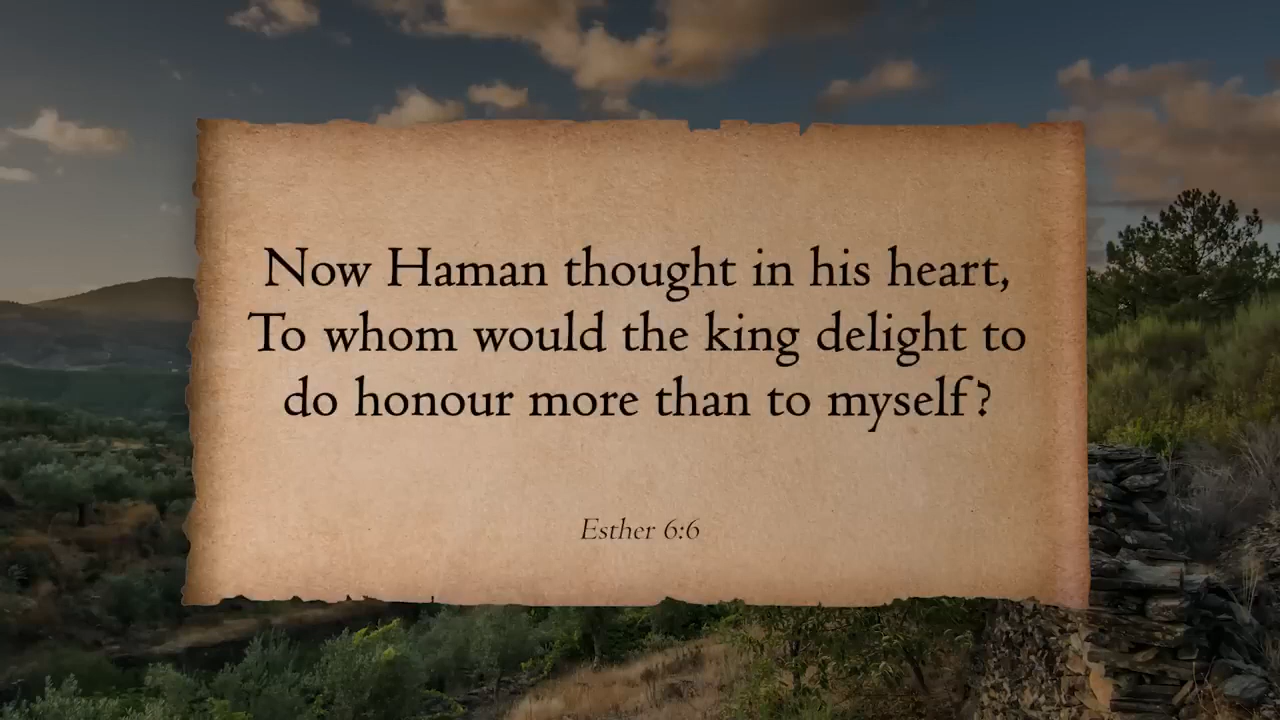 Now Haman thought in his heart,
To whom would the king delight to
do honour more than to myself?
Esther 6:6